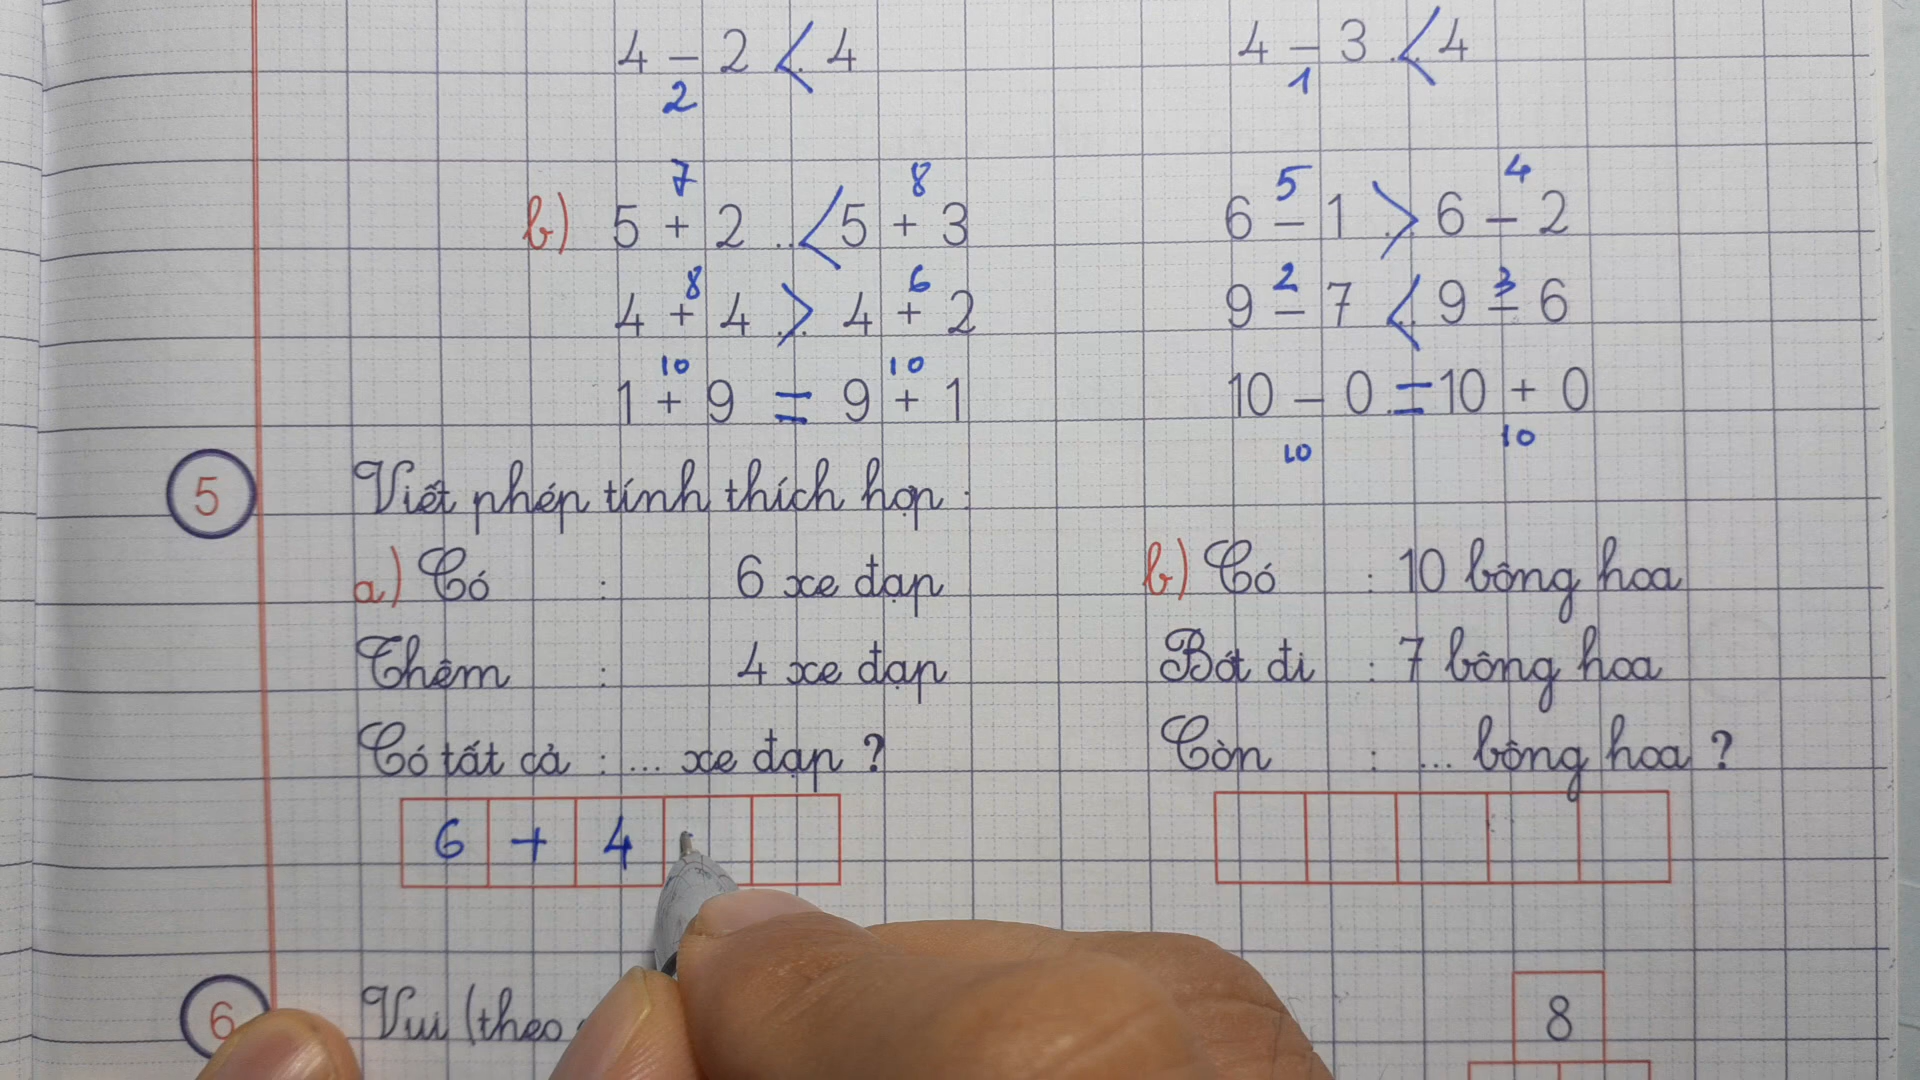 4 - 2 < 4 4 - 3 < 4
2 1
7 8 5 4
b) 5 + 2 < 5 + 3 6 - 1 > 6 - 2
8 6 2 3
4 + 4 > 4 + 2 9 - 7 < 9 - 6
10 10
1 + 9 = 9 + 1 10 - 0 = 10 + 0
10 10
5 Viết phép tính thích hợp :
a) Có : 6 xe đạp b) Có : 10 bông hoa
Thêm : 4 xe đạp Bớt đi : 7 bông hoa
Có tất cả : ... xe đạp ? Còn : ... bông hoa ?
6 + 4
6 Vui (theo 8